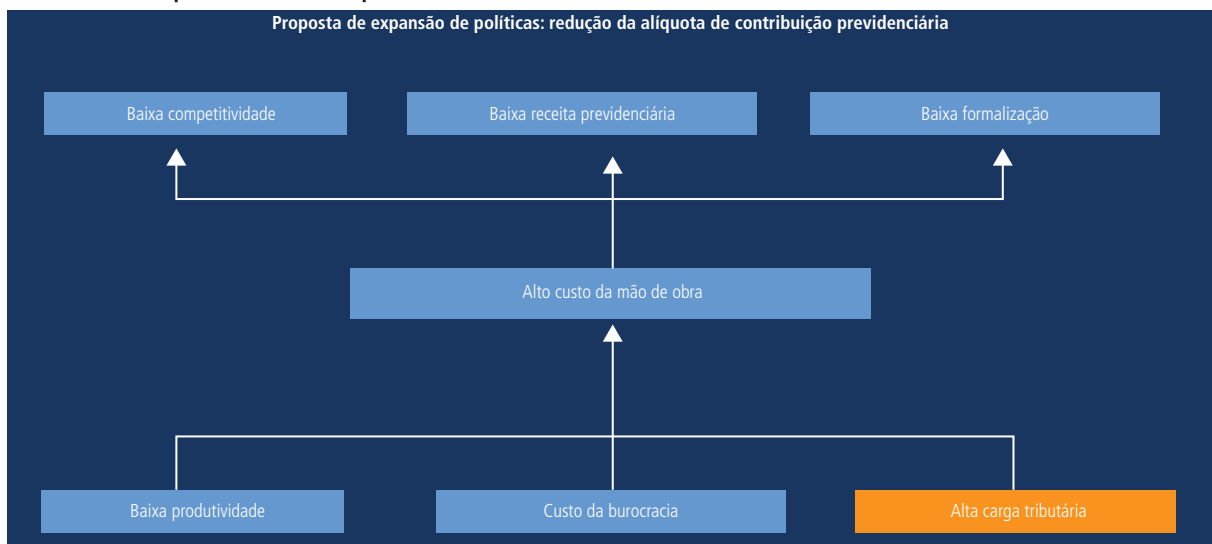 Proposta de expansão de políticas: redução da alíquota de contribuição previdenciária
Baixa competitividade
Baixa receita previdenciária
Baixa formalização
Alto custo da mão de obra
Baixa produtividade
Custo da burocracia
Alta carga tributária